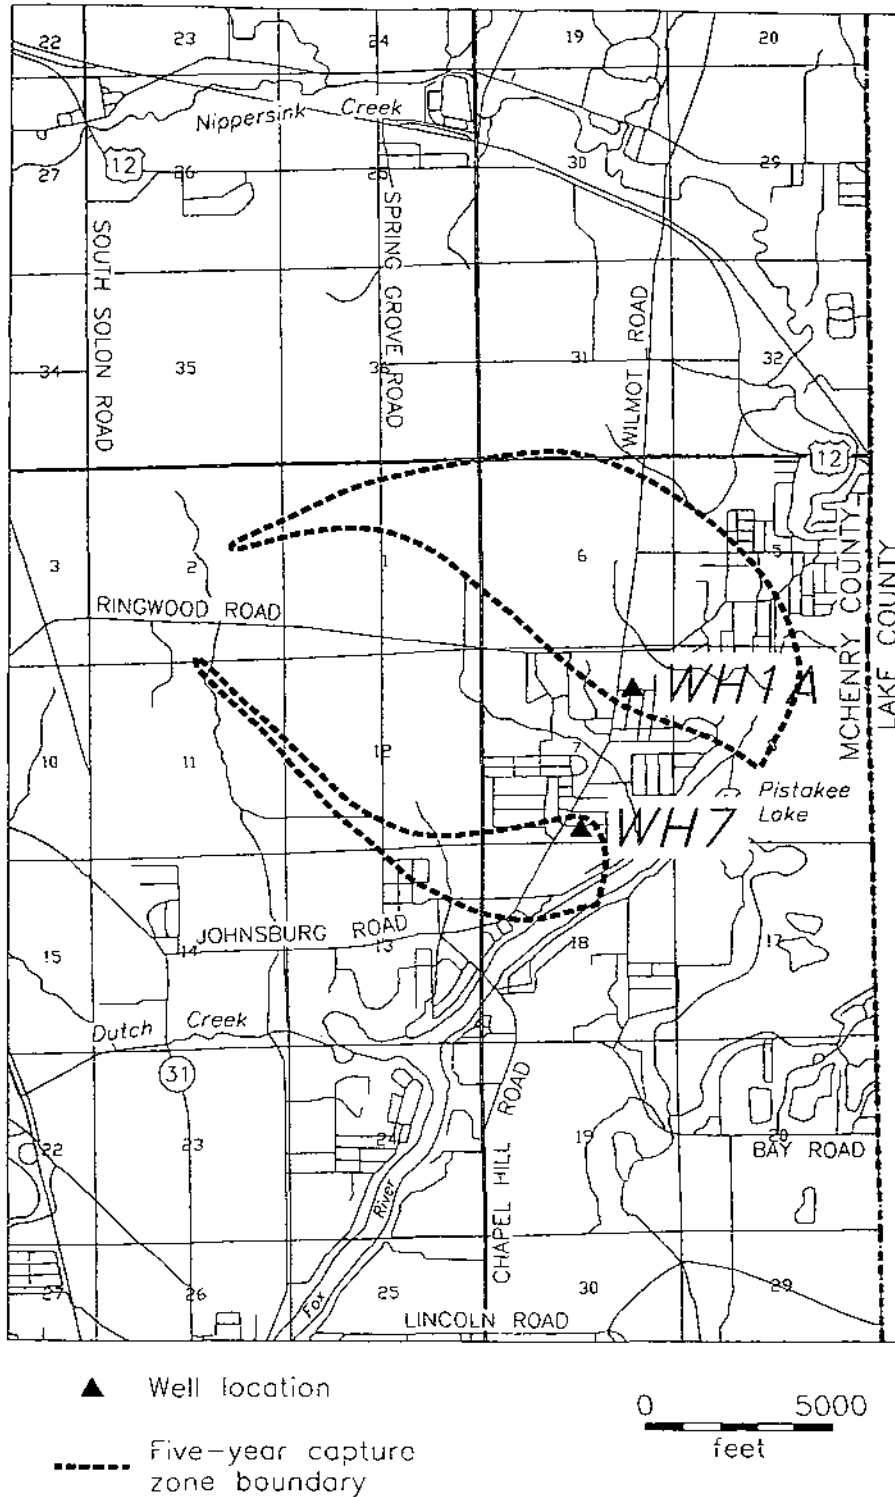 22 23 24 19 20
Nippersink Creek
12
27 26 25 30 29
SOUTH SOLON ROAD
SPRING GROVE ROAD
WILMOT ROAD
34 35 36 31 32
12
3 2 1 6 5
RINGWOOD ROAD
MCHENRY COUNTY
LAKE COUNTY
WH1A
10 11 12 7
Pistakee
Lake
WH7
JOHNSBURG ROAD
15 14 13 18 17
Dutch Creek
31
22 23 24 19 20
BAY ROAD
CHAPEL HILL ROAD
Fox River
27 26 25 30 29
LINCOLN ROAD
Well location
0 5000
feet
Five-year capture
zone boundary